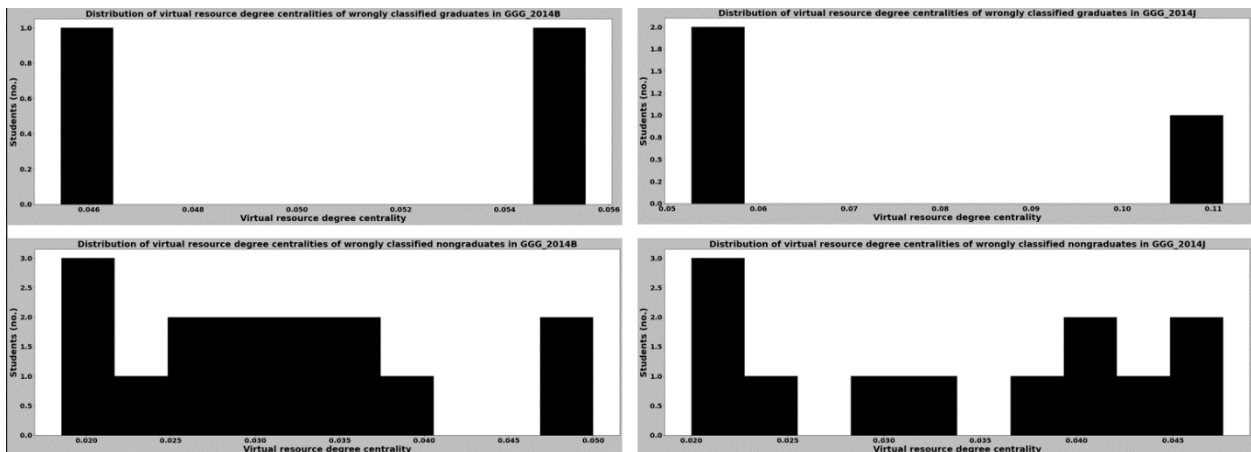 Distribution of virtual resource degree centralities of wrongly classified graduates in GGG_2014B
Students (no.)
1.0
0.8
0.6
0.4
0.2
0.0
0.046 0.048 0.050 0.052 0.054 0.056
Virtual resource degree centrality
Distribution of virtual resource degree centralities of wrongly classified graduates in GGG_2014J
Students (no.)
2.0
1.8
1.5
1.2
1.0
0.8
0.5
0.2
0.0
0.05 0.06 0.07 0.08 0.09 0.10 0.11
Virtual resource degree centrality
Distribution of virtual resource degree centralities of wrongly classified nongraduates in GGG_2014B
Students (no.)
3.0
2.5
2.0
1.5
1.0
0.5
0.0
0.020 0.025 0.030 0.035 0.040 0.045 0.050
Virtual resource degree centrality
Distribution of virtual resource degree centralities of wrongly classified nongraduates in GGG_2014J
Students (no.)
3.0
2.5
2.0
1.5
1.0
0.5
0.0
0.020 0.025 0.030 0.035 0.040 0.045
Virtual resource degree centrality